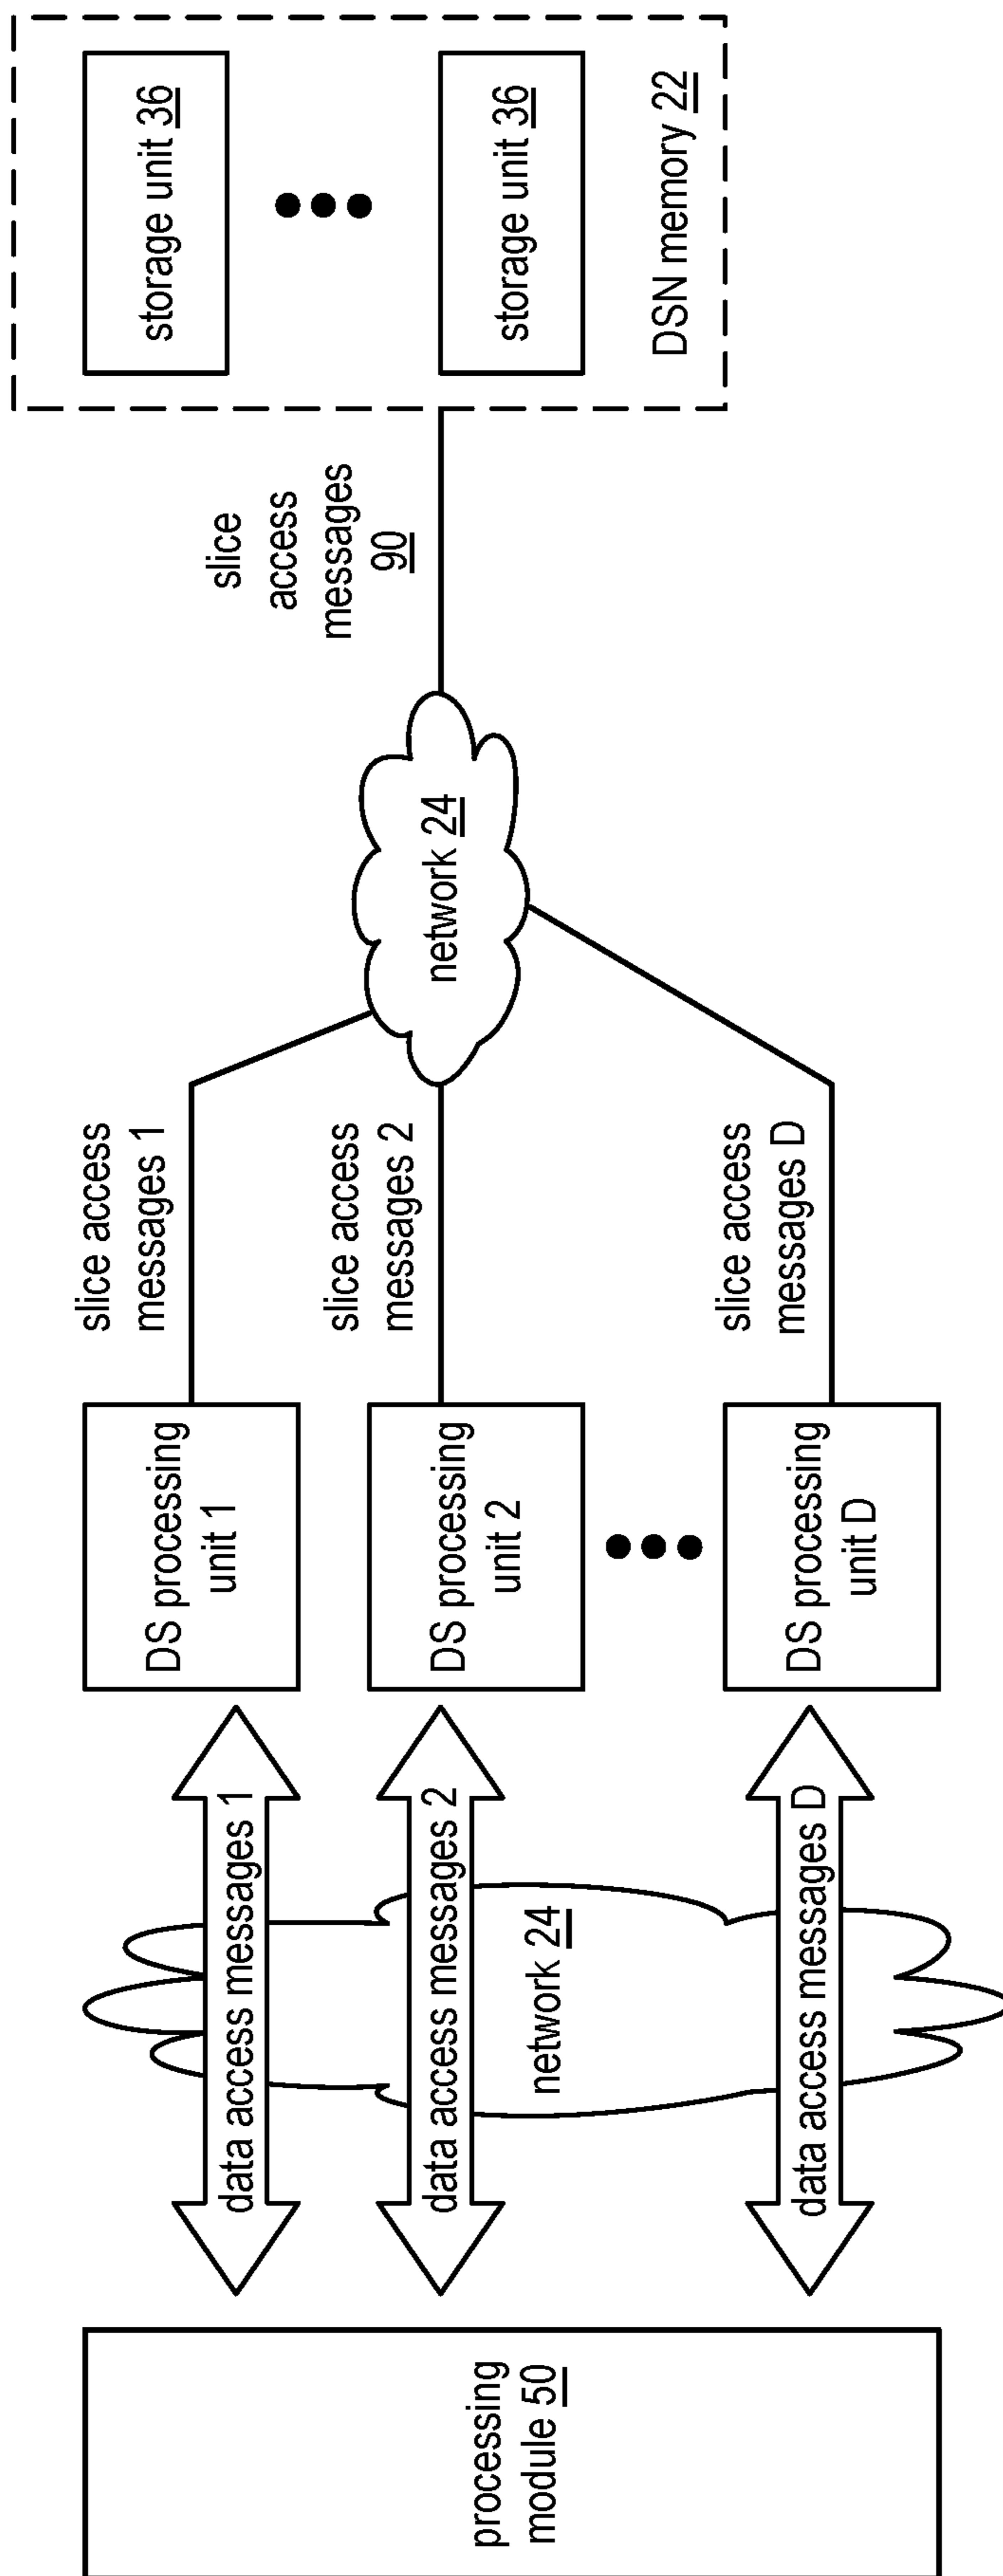 processing
module 50
data access messages 1
data access messages 2
data access messages D
network 24
DS processing
unit 1
DS processing
unit 2
DS processing
unit D
slice access
messages 1
slice access
messages 2
slice access
messages D
network 24
slice
access
messages
90
storage unit 36
storage unit 36
DSN memory 22